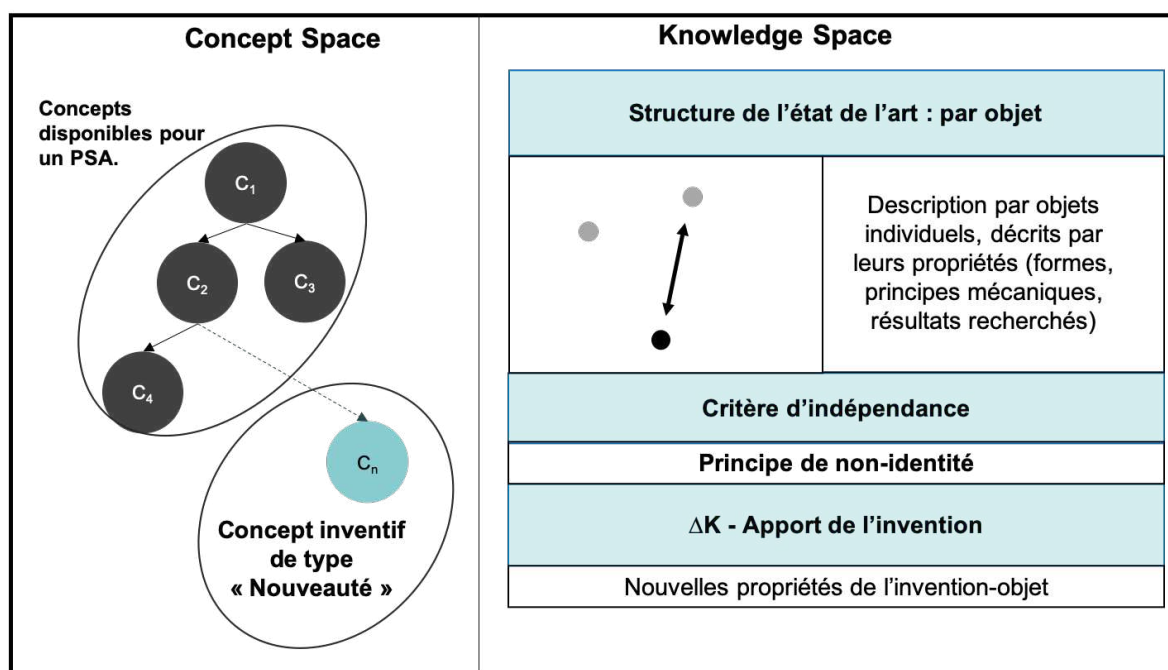 Concept Space
Concepts
disponibles pour
un PSA.
C1
C2
C3
C4
Cn
Concept inventif
de type
« Nouveauté »
Knowledge Space
Structure de l'état de l'art : par objet
Description par objets
individuels, décrits par
leurs propriétés (formes,
principes mécaniques,
résultats recherchés)
Critère d'indépendance
Principe de non-identité
∆K - Apport de l'invention
Nouvelles propriétés de l'invention-objet